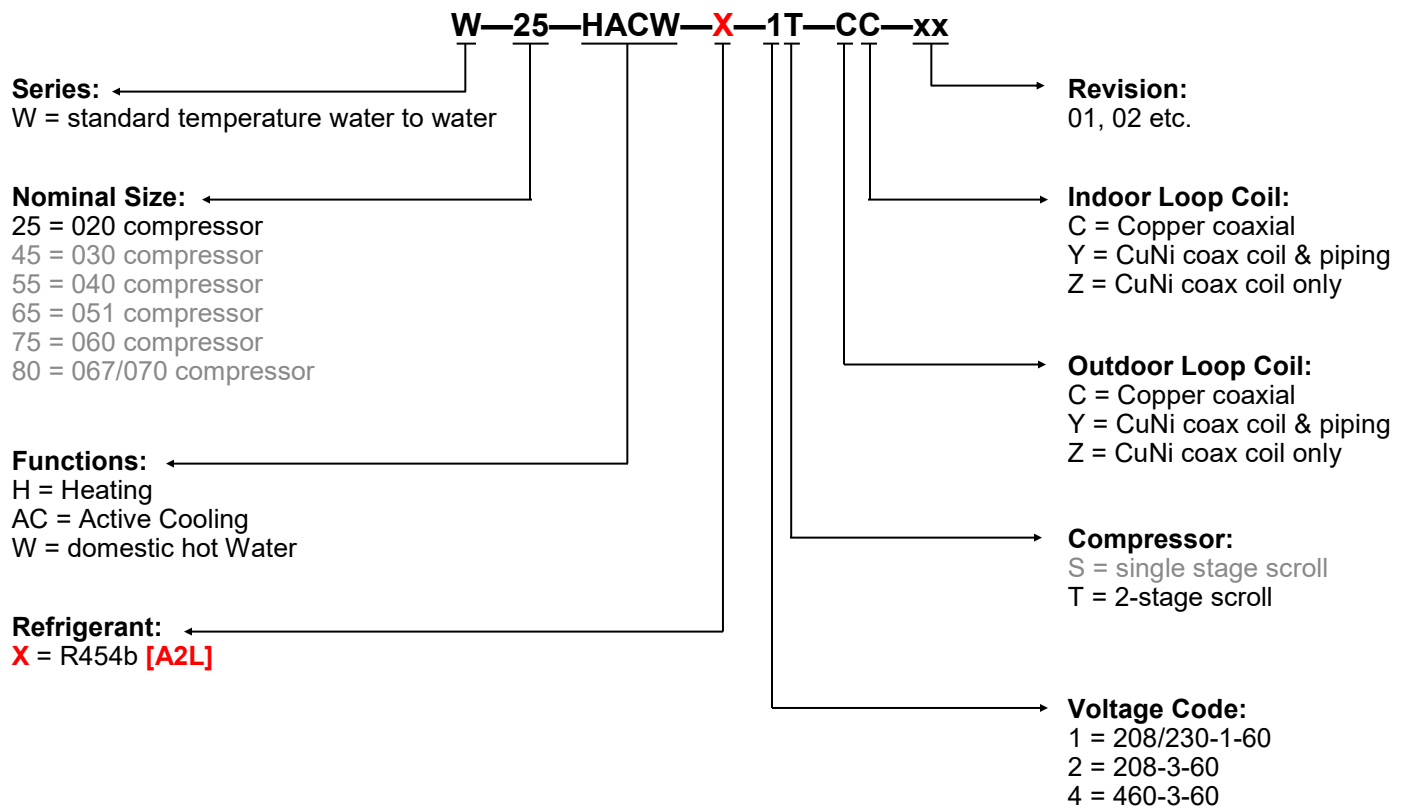 W—25—HACW—X—1T—CC—xx
Series:
W = standard temperature water to water
Nominal Size:
25 = 020 compressor
45 = 030 compressor
55 = 040 compressor
65 = 051 compressor
75 = 060 compressor
80 = 067/070 compressor
Functions:
H = Heating
AC = Active Cooling
W = domestic hot Water
Refrigerant:
X = R454b [A2L]
Revision:
01, 02 etc.
Indoor Loop Coil:
C = Copper coaxial
Y = CuNi coax coil & piping
Z = CuNi coax coil only
Outdoor Loop Coil:
C = Copper coaxial
Y = CuNi coax coil & piping
Z = CuNi coax coil only
Compressor:
S = single stage scroll
T = 2-stage scroll
Voltage Code:
1 = 208/230-1-60
2 = 208-3-60
4 = 460-3-60